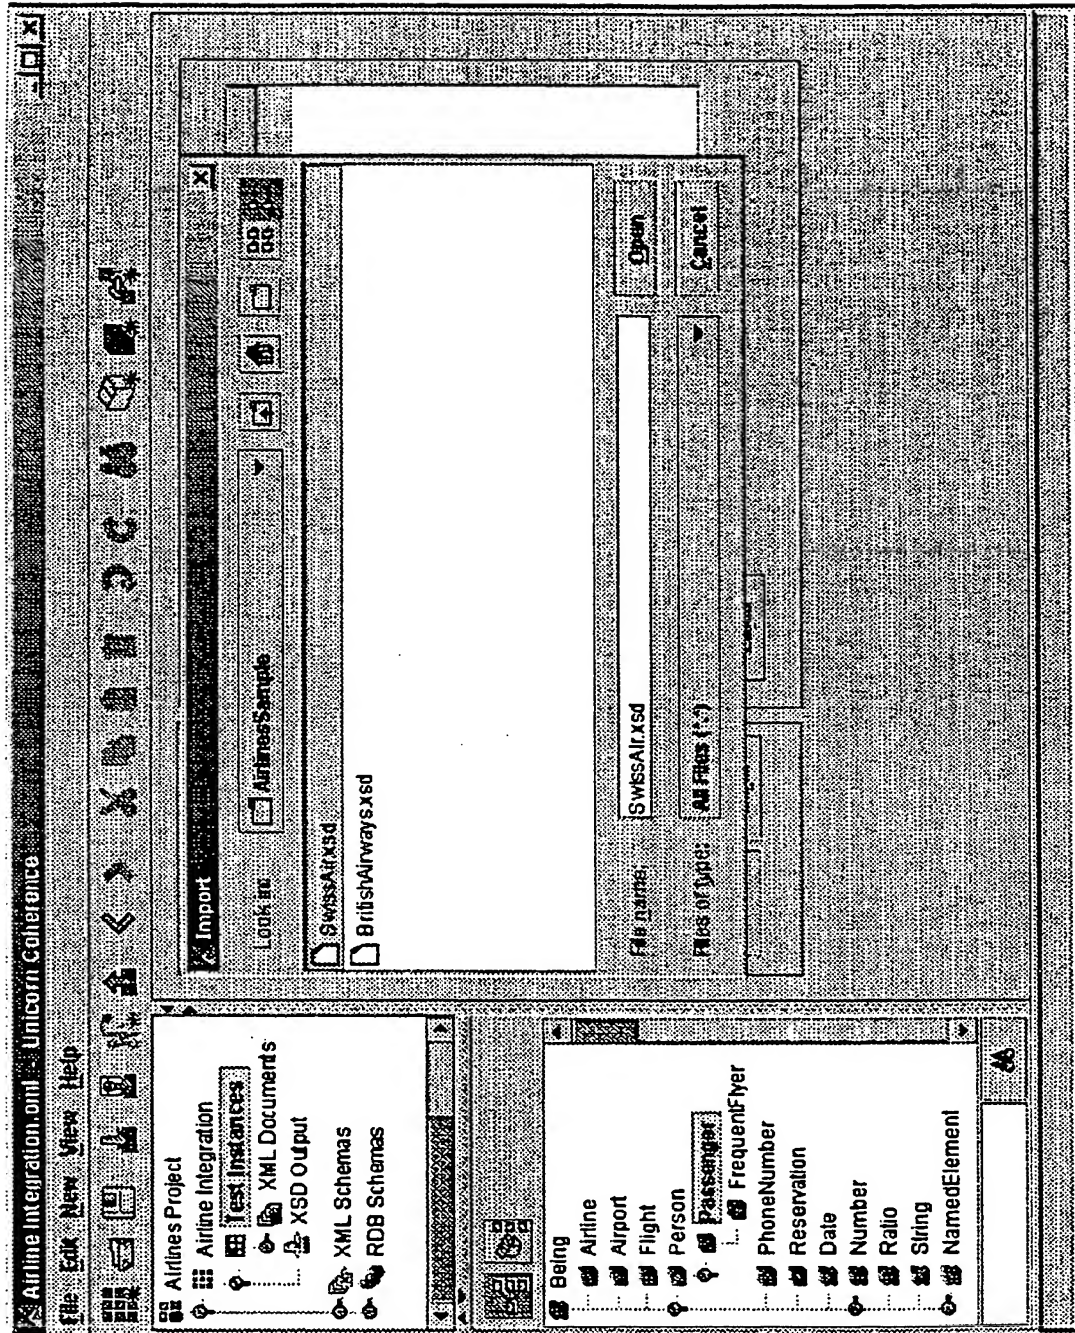 Airline Integration.oml - Unicorn Coherence
File Edit New View Help
Airlines Project
Airline Integration
Test Instances
XML Documents
XSD Output
XML Schemas
RDB Schemas
Being
Airline
Airport
Flight
Person
Passenger
FrequentFlyer
PhoneNumber
Reservation
Date
Number
Ratio
String
NamedElement
Import
Look in: AirlinesSample
SwissAir.xsd
BritishAirways.xsd
File name: SwissAir.xsd Open
Files of type: All Files (*.*) Cancel